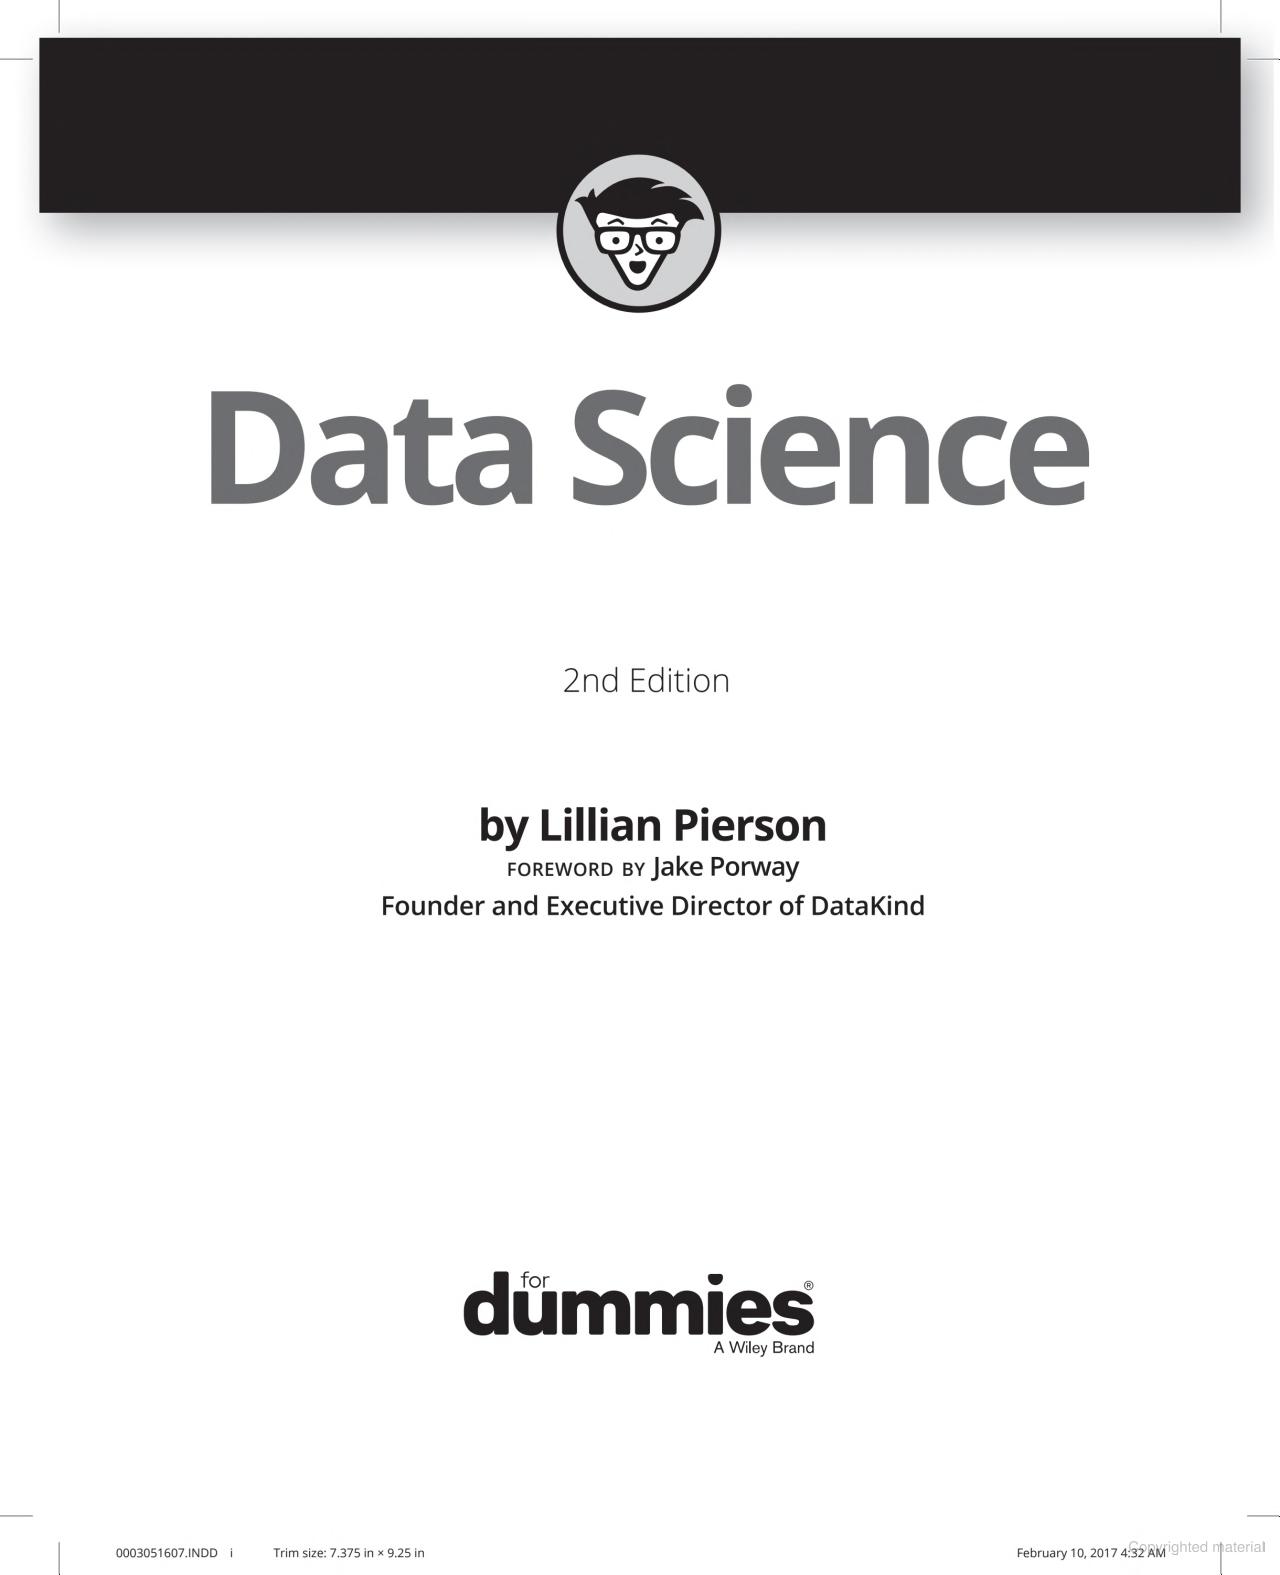 Data Science
2nd Edition
by Lillian Pierson
FOREWORD BY Jake Porway
Founder and Executive Director of DataKind
for
dummies®
A Wiley Brand
0003051607.INDD i Trim size: 7.375 in × 9.25 in February 10, 2017 4:32 AM
Copyrighted material